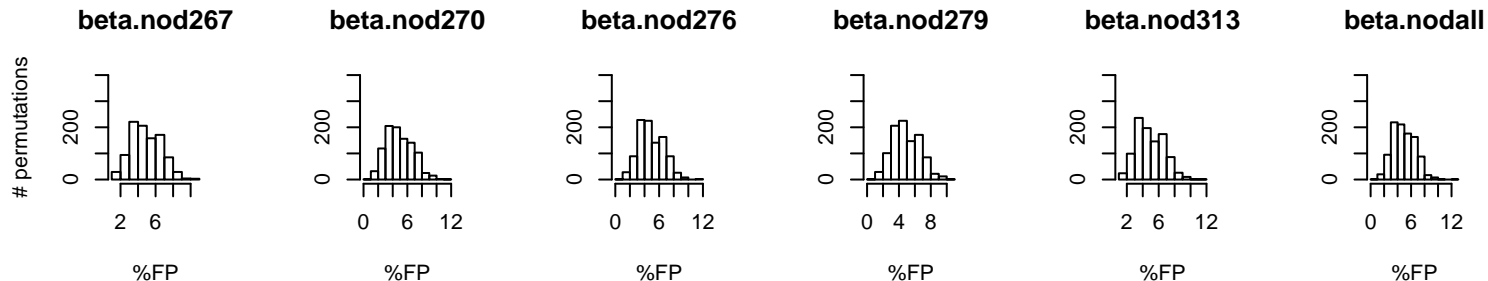 beta.nod267 beta.nod270 beta.nod276 beta.nod279 beta.nod313 beta.nodall
# permutations
0 200
0 200
0 200
0 200
0 200
0 200
2 6
0 6 12
0 6 12
0 4 8
2 6 12
0 6 12
%FP %FP %FP %FP %FP %FP